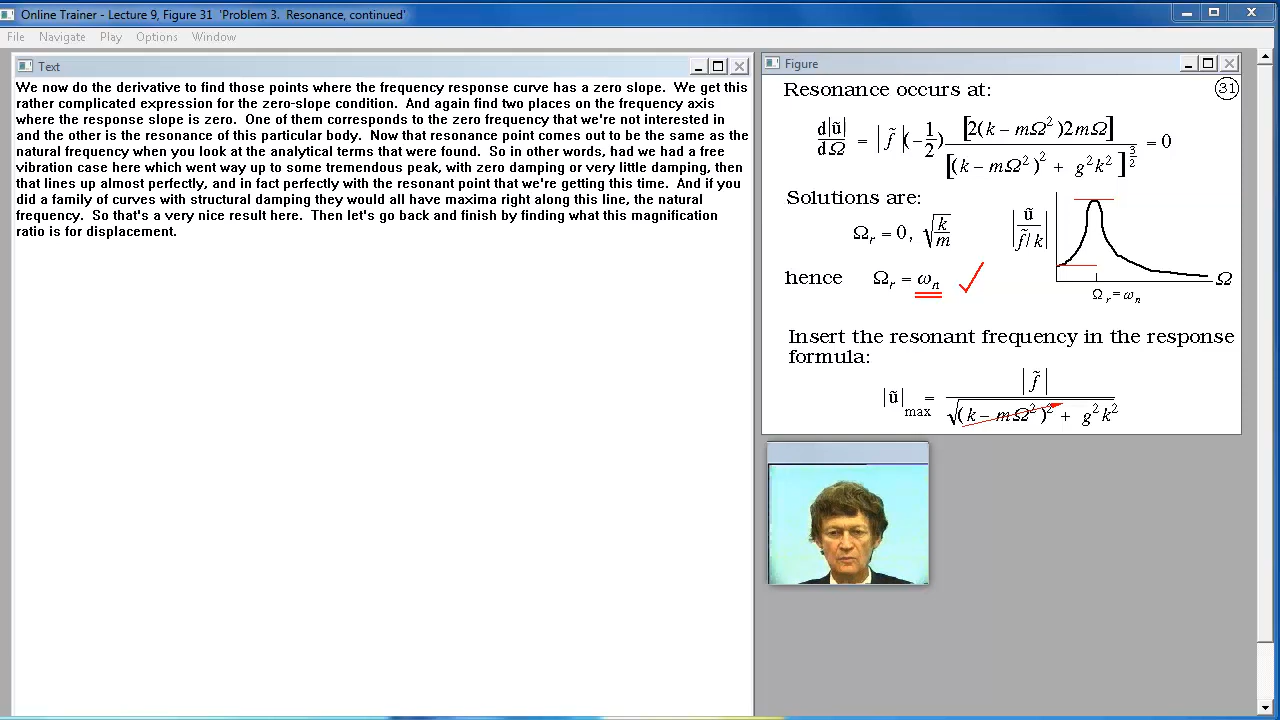 Online Trainer - Lecture 9, Figure 31 'Problem 3. Resonance, continued'
File Navigate Play Options Window
Text
We now do the derivative to find those points where the frequency response curve has a zero slope. We get this
rather complicated expression for the zero-slope condition. And again find two places on the frequency axis
where the response slope is zero. One of them corresponds to the zero frequency that we're not interested in
and the other is the resonance of this particular body. Now that resonance point comes out to be the same as the
natural frequency when you look at the analytical terms that were found. So in other words, had we had a free
vibration case here which went way up to some tremendous peak, with zero damping or very little damping, then
that lines up almost perfectly, and in fact perfectly with the resonant point that we're getting this time. And if you
did a family of curves with structural damping they would all have maxima right along this line, the natural
frequency. So that's a very nice result here. Then let's go back and finish by finding what this magnification
ratio is for displacement.
Figure
Resonance occurs at:
31
d|ũ|/dΩ = |f̃|(-1/2) [2(k – mΩ²)2mΩ] / [(k – mΩ²)² + g²k²]^3/2 = 0
Solutions are:
Ω_r = 0, √(k/m)
|ũ / f̃/k|
Ω
hence Ω_r = ω_n
Ω_r = ω_n
Insert the resonant frequency in the response
formula:
|ũ|max = |f̃| / √((k – mΩ²)² + g²k²)